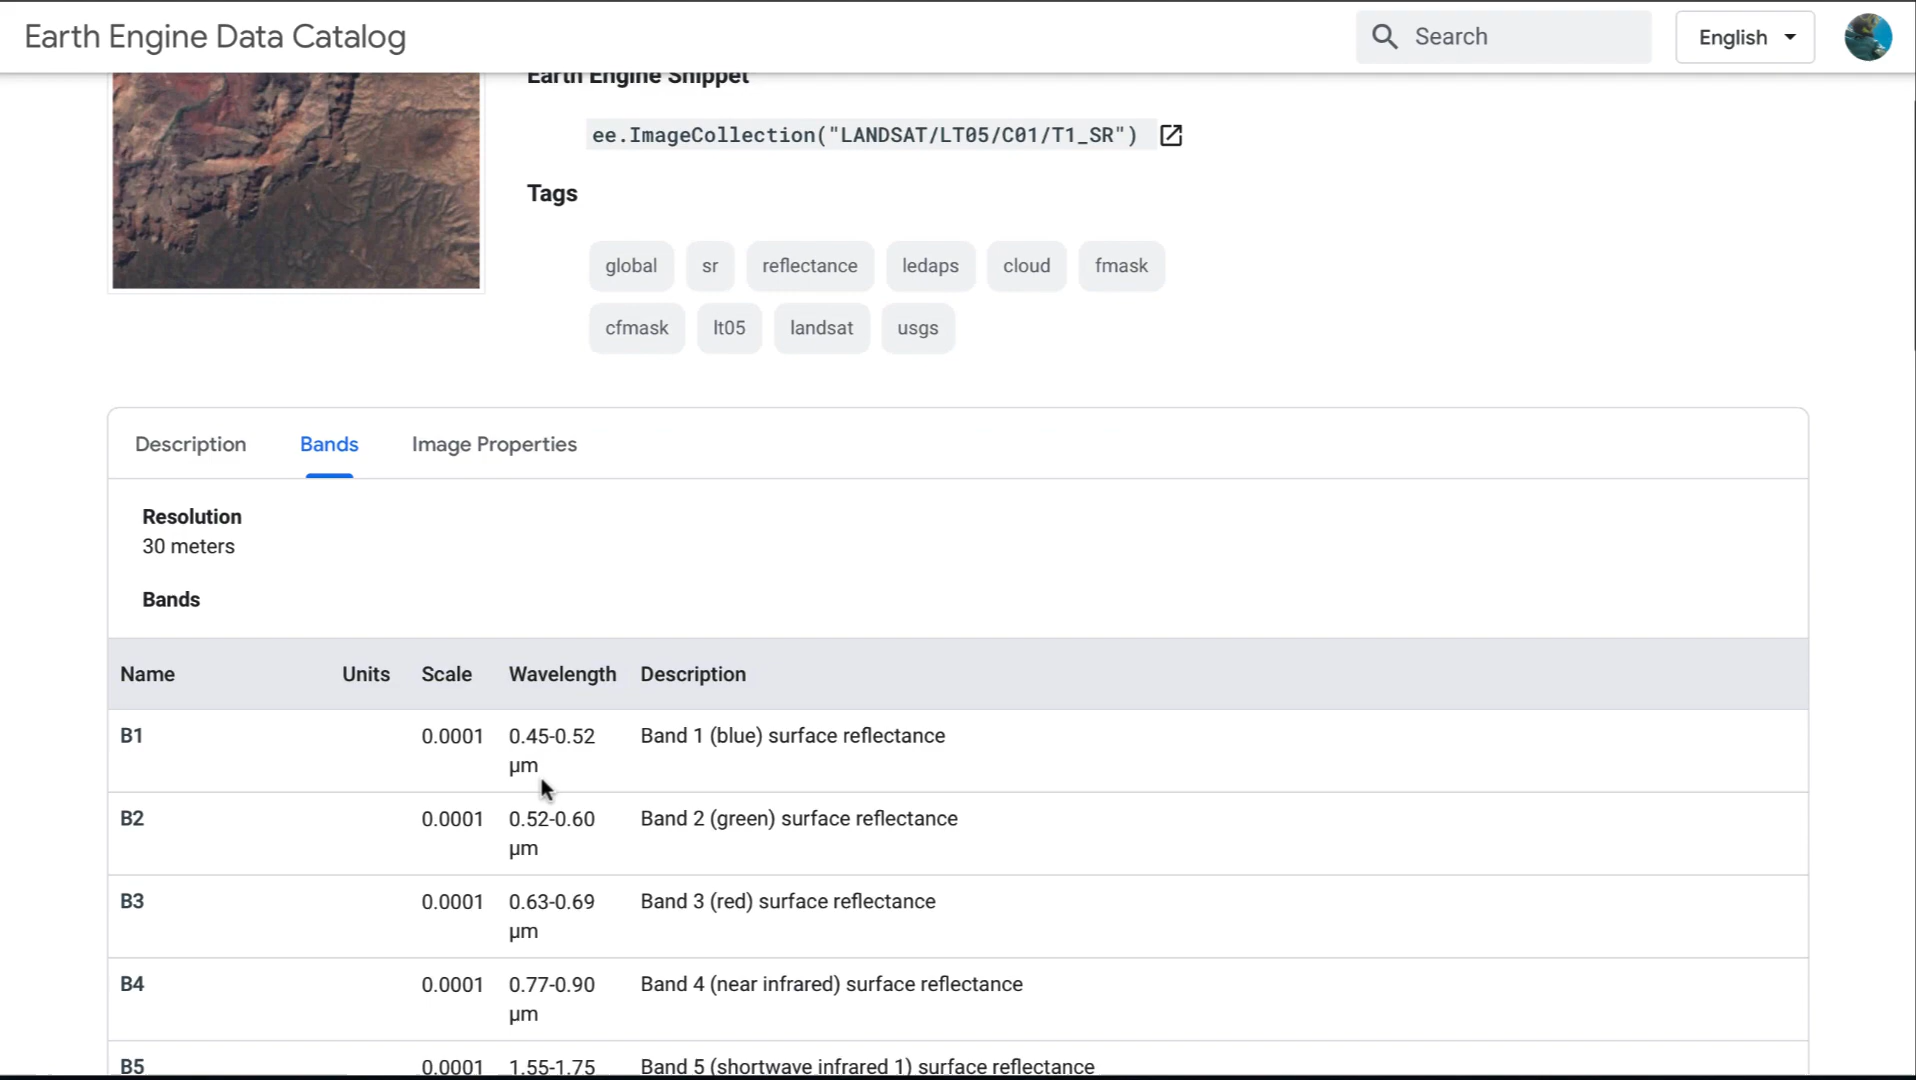 Earth Engine Data Catalog
Search
English
Earth Engine Snippet
ee.ImageCollection("LANDSAT/LT05/C01/T1_SR")
Tags
global sr reflectance ledaps cloud fmask
cfmask lt05 landsat usgs
Description Bands Image Properties
Resolution
30 meters
Bands
Name Units Scale Wavelength Description
B1 0.0001 0.45-0.52 Band 1 (blue) surface reflectance
µm
B2 0.0001 0.52-0.60 Band 2 (green) surface reflectance
µm
B3 0.0001 0.63-0.69 Band 3 (red) surface reflectance
µm
B4 0.0001 0.77-0.90 Band 4 (near infrared) surface reflectance
µm
B5 0.0001 1.55-1.75 Band 5 (shortwave infrared 1) surface reflectance